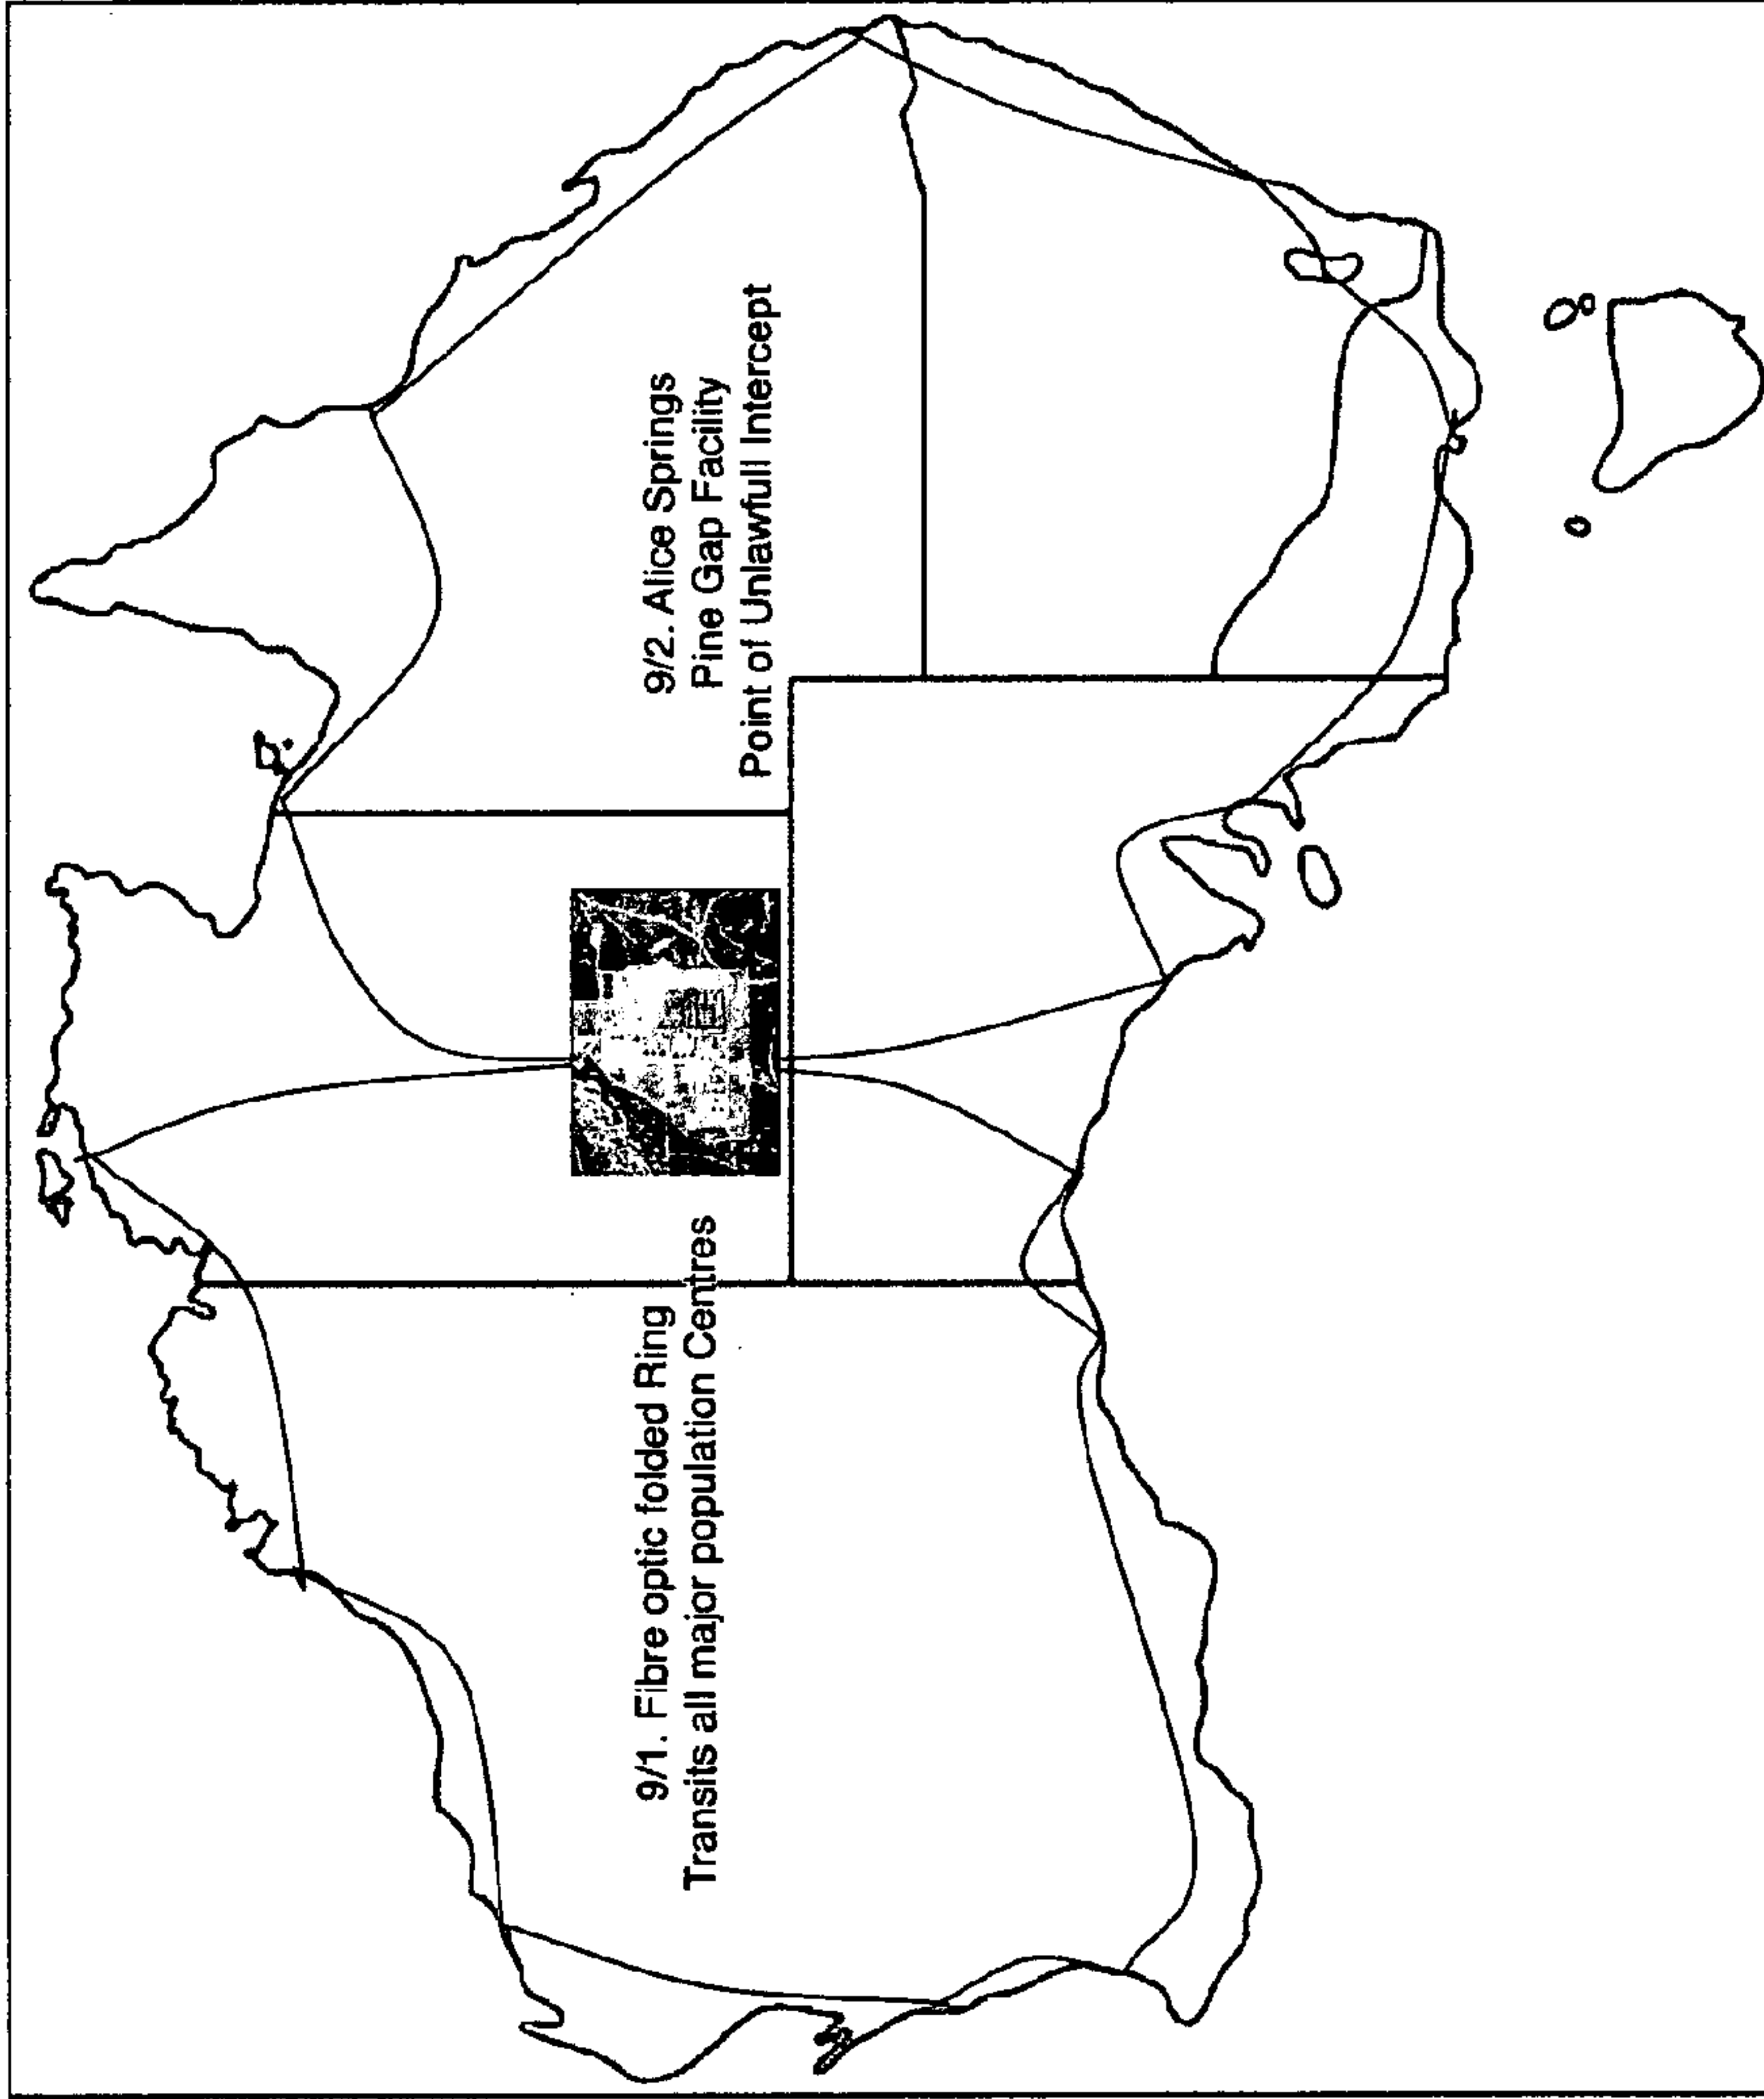 9/1. Fibre optic folded Ring
Transits all major population Centres
9/2. Alice Springs
Pine Gap Facility
Point of Unlawfull Intercept